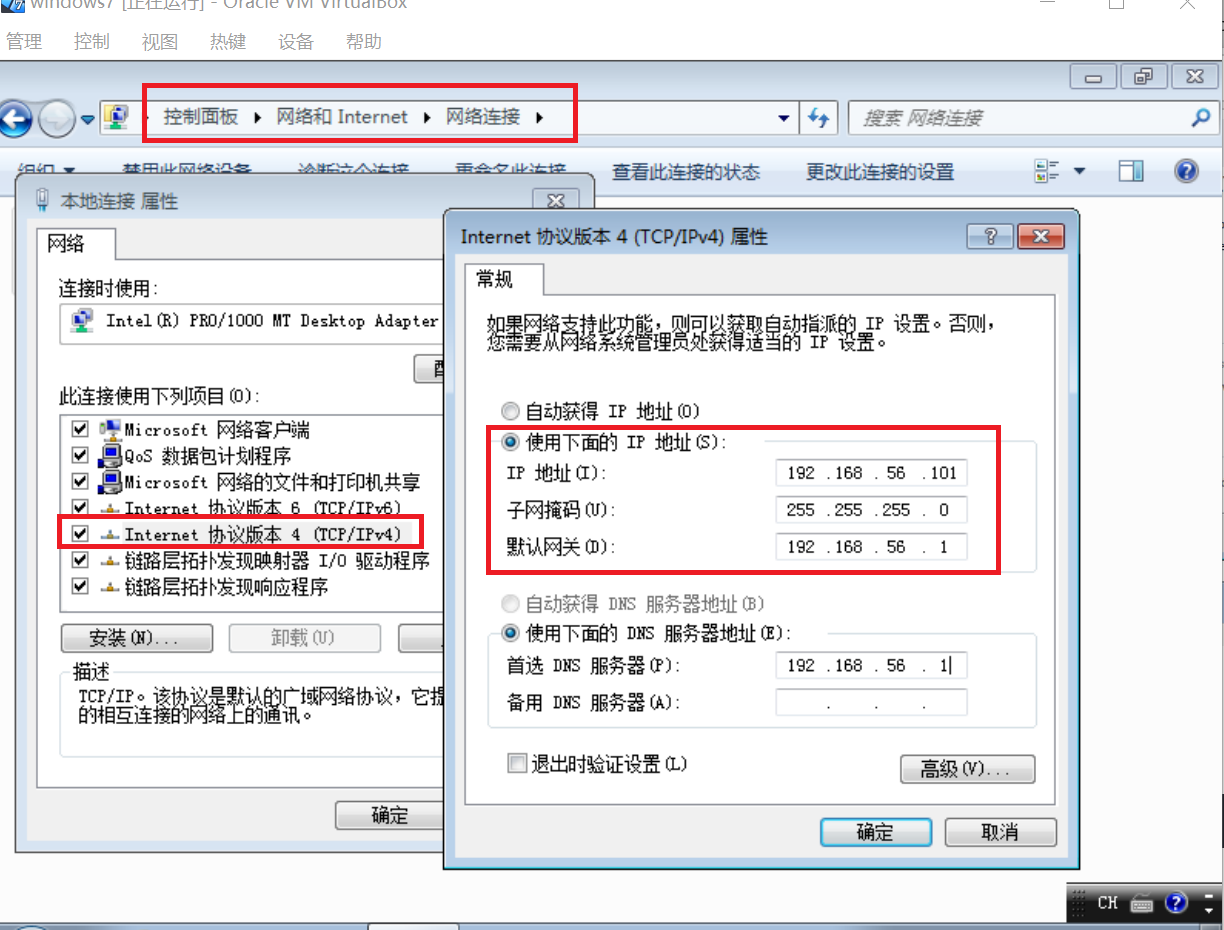 windows7 [正在运行] - Oracle VM VirtualBox
管理 控制 视图 热键 设备 帮助
控制面板 网络和 Internet 网络连接
搜索 网络连接
组织 禁用此网络设备 诊断这个连接 重命名此连接 查看此连接的状态 更改此连接的设置
本地连接 属性
网络
连接时使用:
Intel(R) PRO/1000 MT Desktop Adapter
此连接使用下列项目(O):
Microsoft 网络客户端
QoS 数据包计划程序
Microsoft 网络的文件和打印机共享
Internet 协议版本 6 (TCP/IPv6)
Internet 协议版本 4 (TCP/IPv4)
链路层拓扑发现映射器 I/O 驱动程序
链路层拓扑发现响应程序
安装(N)... 卸载(U)
描述
TCP/IP。该协议是默认的广域网络协议，它提
的相互连接的网络上的通讯。
确定
Internet 协议版本 4 (TCP/IPv4) 属性
常规
如果网络支持此功能，则可以获取自动指派的 IP 设置。否则，
您需要从网络系统管理员处获得适当的 IP 设置。
自动获得 IP 地址(O)
使用下面的 IP 地址(S):
IP 地址(I): 192 .168 . 56 .101
子网掩码(U): 255 .255 .255 . 0
默认网关(D): 192 .168 . 56 . 1
自动获得 DNS 服务器地址(B)
使用下面的 DNS 服务器地址(E):
首选 DNS 服务器(P): 192 .168 . 56 . 1
备用 DNS 服务器(A): . . .
退出时验证设置(L)
高级(V)...
确定 取消
CH